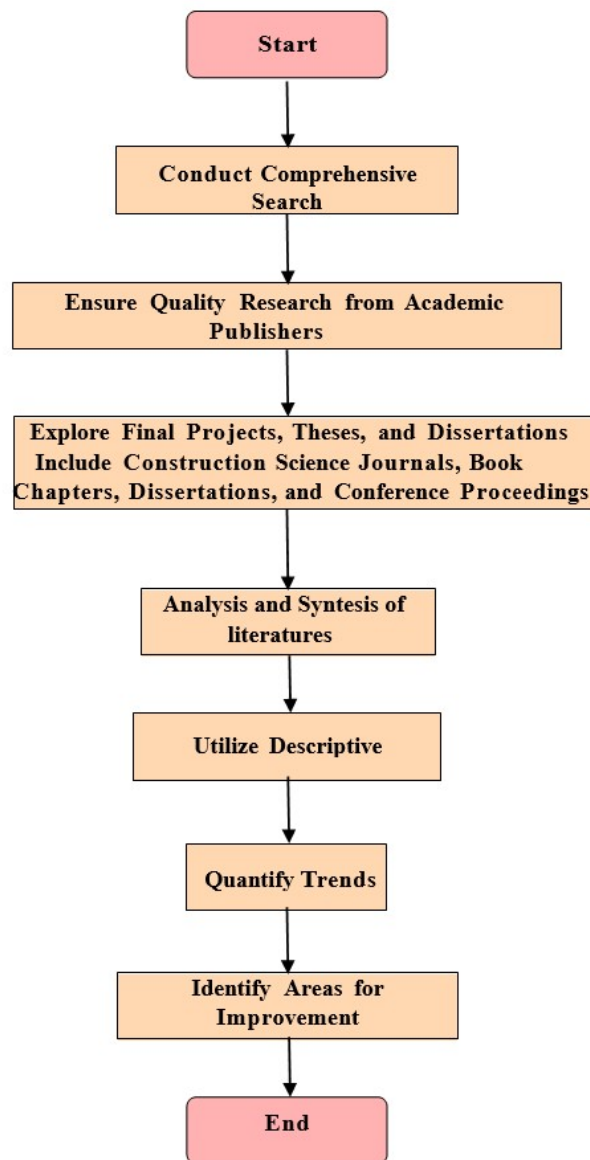 Start
Conduct Comprehensive
Search
Ensure Quality Research from Academic
Publishers
Explore Final Projects, Theses, and Dissertations
Include Construction Science Journals, Book
Chapters, Dissertations, and Conference Proceedings
Analysis and Syntesis of
literatures
Utilize Descriptive
Quantify Trends
Identify Areas for
Improvement
End